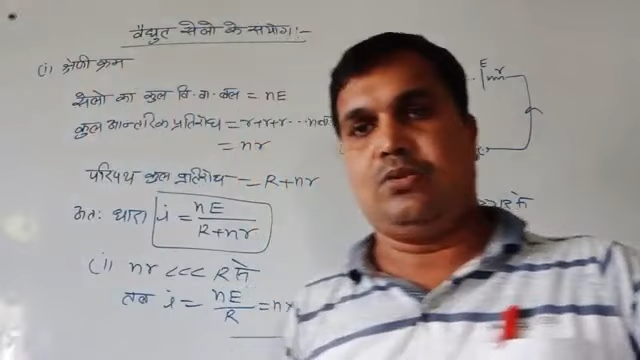 वैद्युत सेलो के संयोग:-
(i) श्रेणी क्रम
सेलो का कुल वि. वा. बल = nE
कुल आन्तरिक प्रतिरोध = r+r+r ... n
= nr
परिपथ कुल प्रतिरोध = R + nr
अतः धारा i = nE / R+nr
(i) nr <<< R से
तब i = nE / R = n
E r